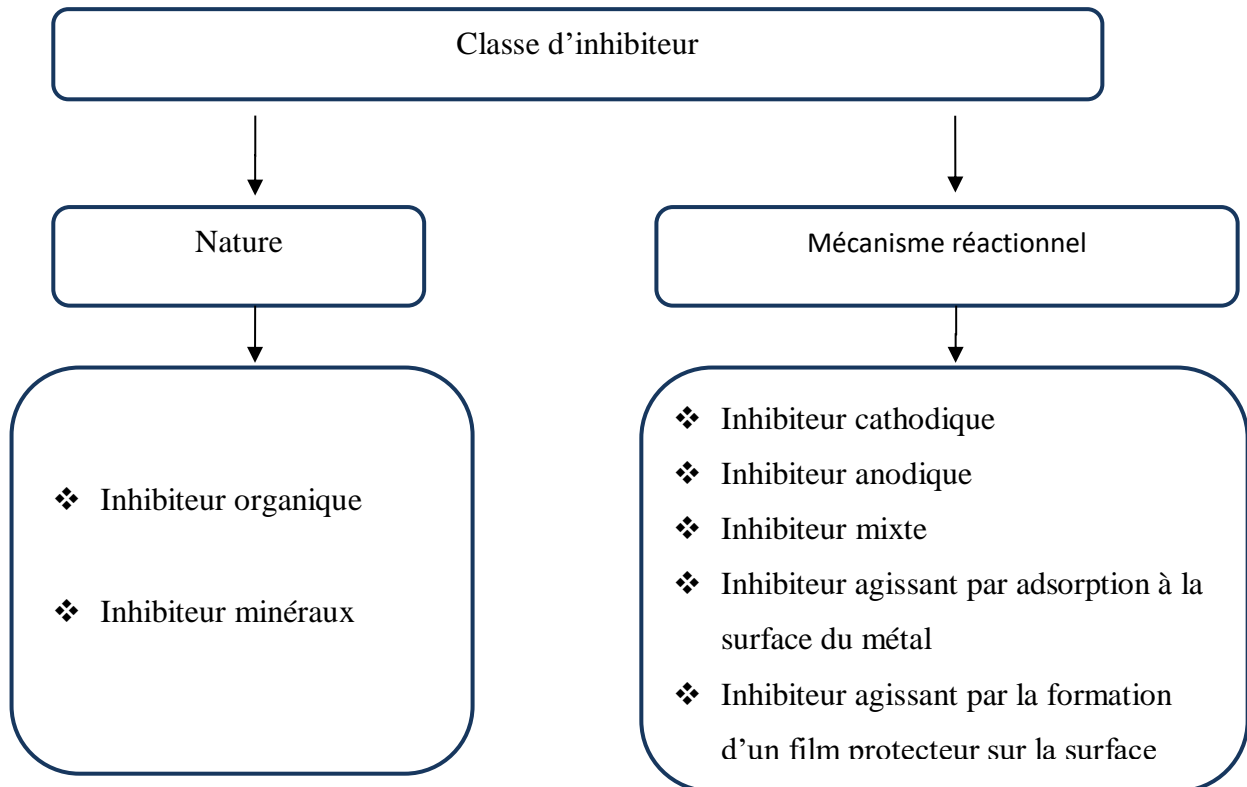 Classe d’inhibiteur
Nature
Mécanisme réactionnel
❖ Inhibiteur organique
❖ Inhibiteur minéraux
❖ Inhibiteur cathodique
❖ Inhibiteur anodique
❖ Inhibiteur mixte
❖ Inhibiteur agissant par adsorption à la
surface du métal
❖ Inhibiteur agissant par la formation
d’un film protecteur sur la surface